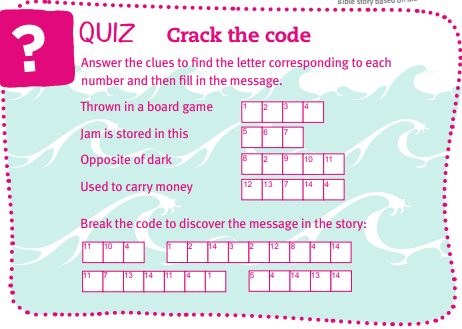 Bible story based on
?
QUIZ Crack the code
Answer the clues to find the letter corresponding to each
number and then fill in the message.
Thrown in a board game 1 2 3 4
Jam is stored in this 5 6 7
Opposite of dark 8 2 9 10 11
Used to carry money 12 13 7 14 4
Break the code to discover the message in the story:
11 10 4 1 2 14 3 2 12 8 4 14
11 7 13 14 11 4 1 5 4 14 13 14